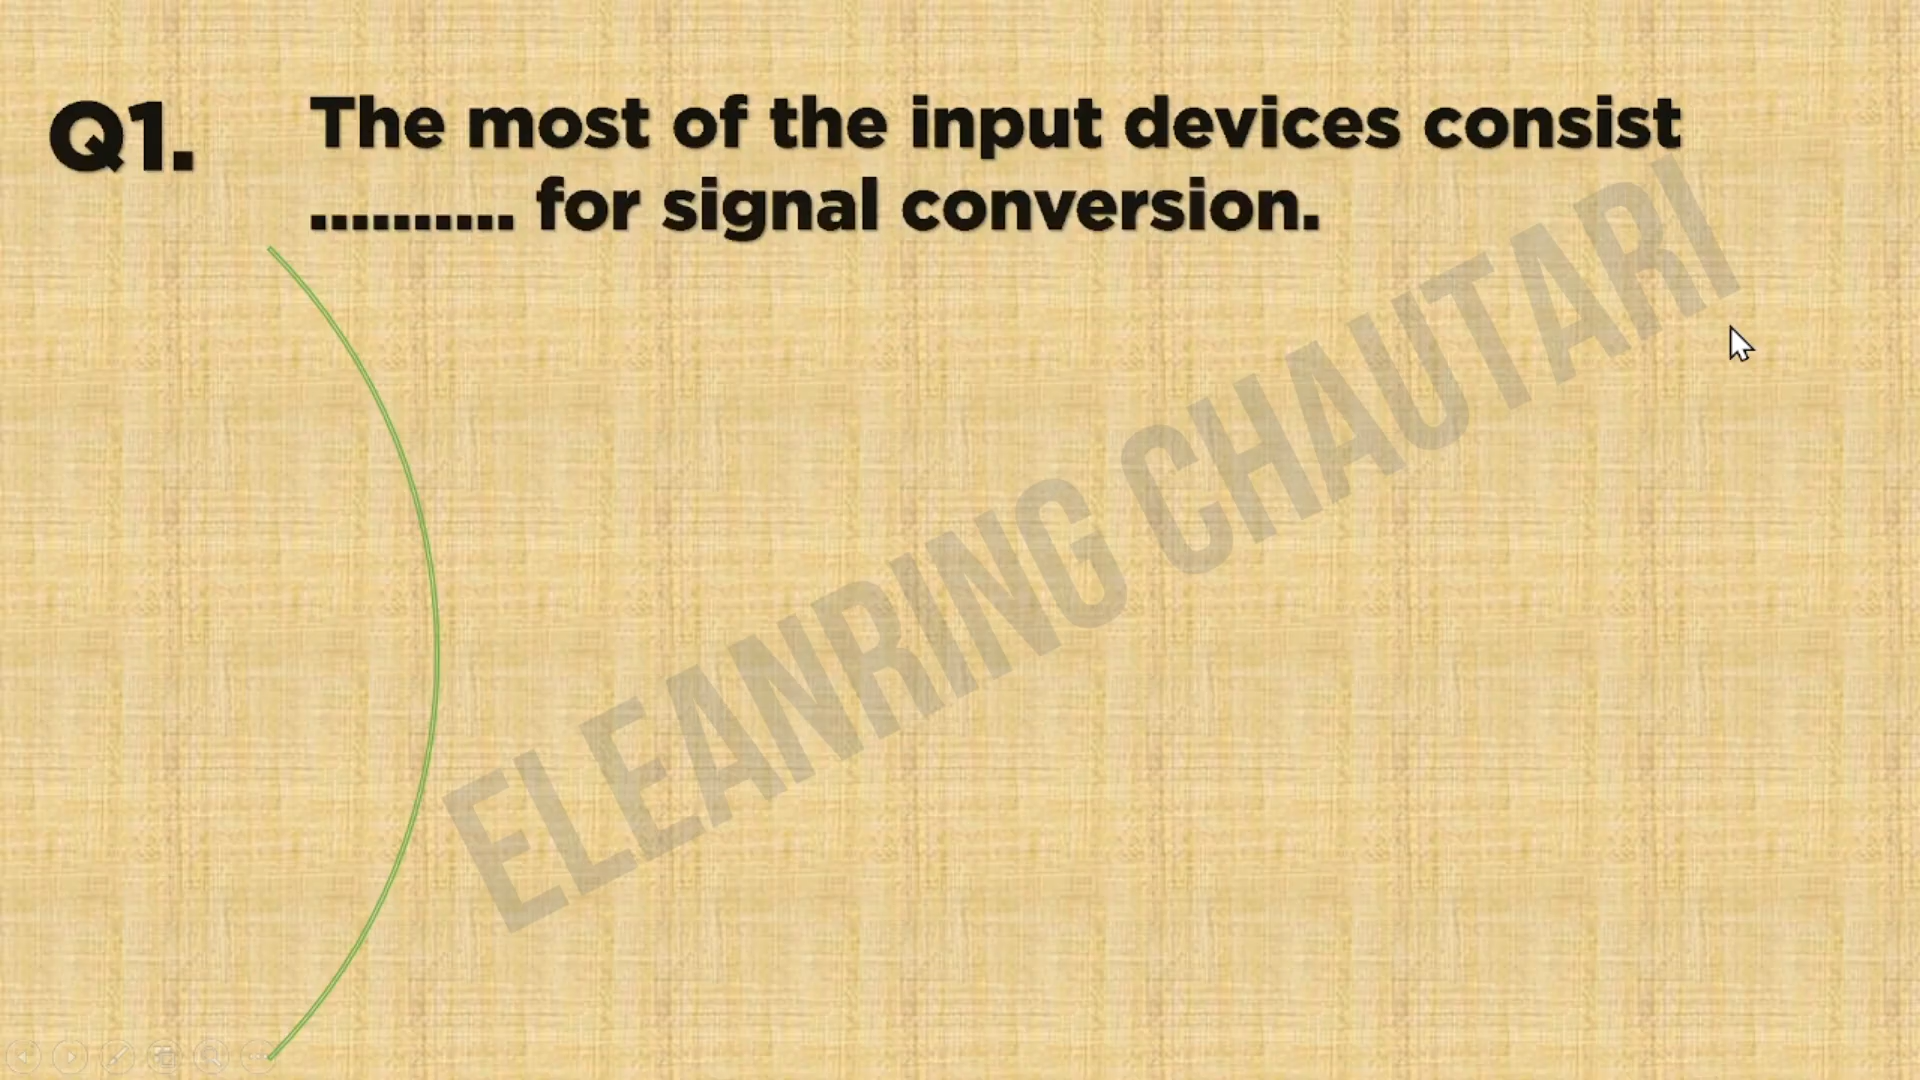 Q1.
The most of the input devices consist
.......... for signal conversion.
ELEANRING CHAUTARI